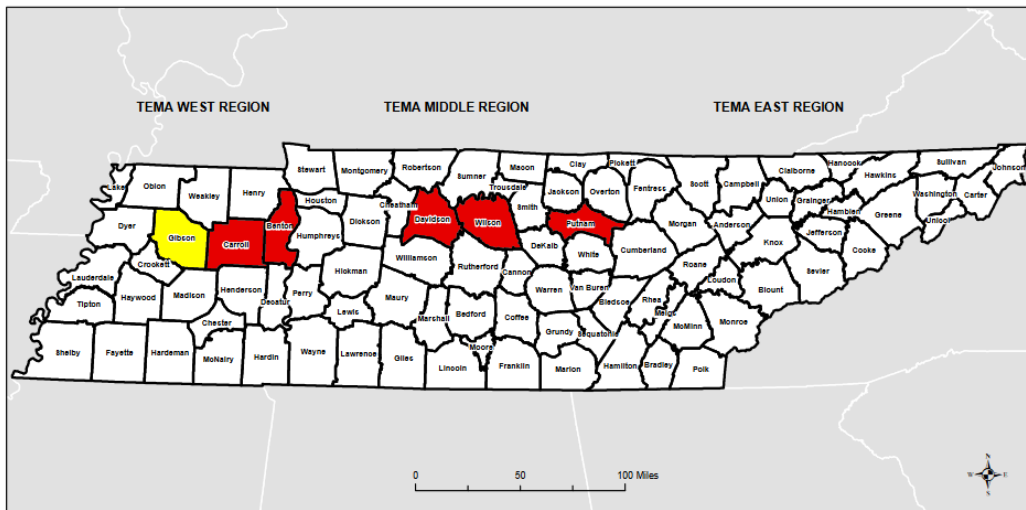 TEMA WEST REGION
TEMA MIDDLE REGION
TEMA EAST REGION
Lake
Obion
Weakley
Henry
Stewart
Montgomery
Robertson
Sumner
Macon
Trousdale
Clay
Pickett
Jackson
Overton
Fentress
Scott
Campbell
Claiborne
Hancock
Hawkins
Sullivan
Johnson
Carter
Washington
Unicoi
Greene
Hamblen
Grainger
Union
Anderson
Morgan
Jefferson
Cocke
Knox
Sevier
Blount
Loudon
Roane
Cumberland
Putnam
White
DeKalb
Smith
Wilson
Davidson
Cheatham
Dickson
Houston
Humphreys
Benton
Carroll
Gibson
Dyer
Crockett
Lauderdale
Tipton
Haywood
Madison
Henderson
Decatur
Perry
Hickman
Williamson
Rutherford
Cannon
Warren
Van Buren
Bledsoe
Rhea
Meigs
McMinn
Monroe
Lewis
Maury
Marshall
Bedford
Coffee
Grundy
Sequatchie
Chester
Shelby
Fayette
Hardeman
McNairy
Hardin
Wayne
Lawrence
Giles
Lincoln
Moore
Franklin
Marion
Hamilton
Bradley
Polk
0 50 100 Miles
N
W E
S